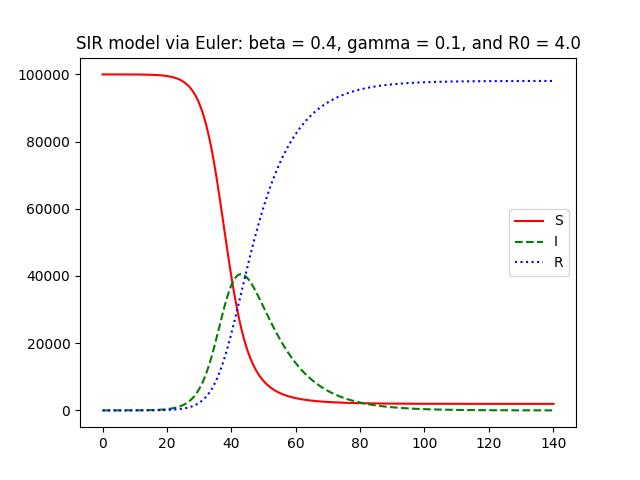 SIR model via Euler: beta = 0.4, gamma = 0.1, and R0 = 4.0
100000
80000
60000
40000
20000
0
S
I
R
0 20 40 60 80 100 120 140